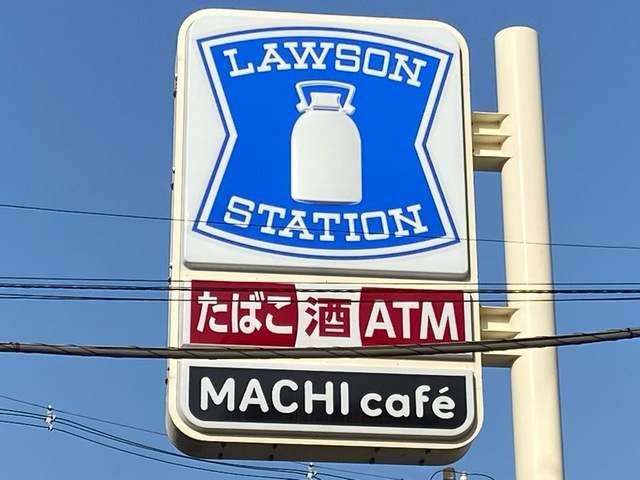 LAWSON
STATION
たばこ 酒 ATM
MACHI café